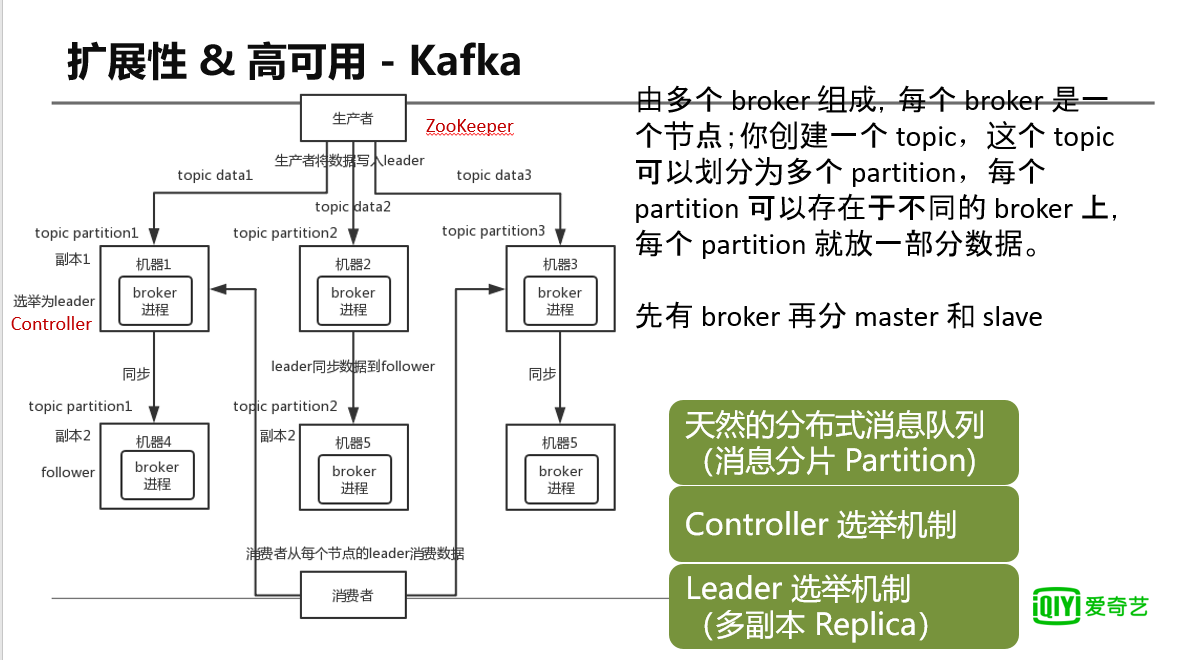 扩展性 & 高可用 - Kafka
生产者
ZooKeeper
生产者将数据写入leader
topic data1
topic data3
topic data2
topic partition1
topic partition2
topic partition3
副本1
机器1
机器2
机器3
broker
进程
broker
进程
broker
进程
选举为leader
Controller
同步
leader同步数据到follower
同步
topic partition1
topic partition2
副本2
副本2
机器4
机器5
机器5
follower
broker
进程
broker
进程
broker
进程
消费者从每个节点的leader消费数据
消费者
由多个 broker 组成，每个 broker 是一
个节点；你创建一个 topic，这个 topic
可以划分为多个 partition，每个
partition 可以存在于不同的 broker 上，
每个 partition 就放一部分数据。
先有 broker 再分 master 和 slave
天然的分布式消息队列
（消息分片 Partition）
Controller 选举机制
Leader 选举机制
（多副本 Replica）
iQIYI 爱奇艺